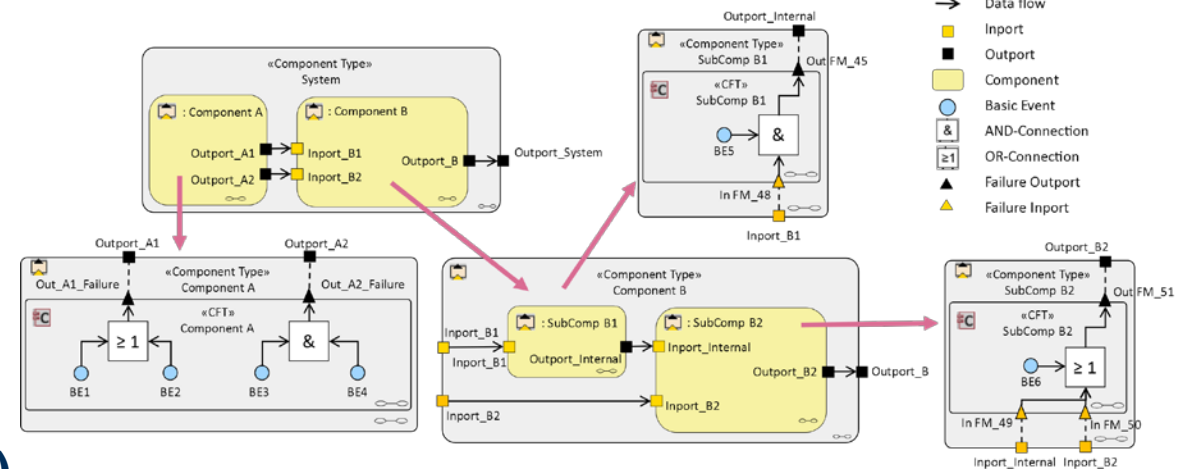 Data flow
Inport
Outport
Component
Basic Event
&
AND-Connection
≥1
OR-Connection
Failure Outport
Failure Inport
«Component Type»
System
: Component A
: Component B
Outport_A1
Inport_B1
Outport_A2
Inport_B2
Outport_B
Outport_System
Outport_Internal
«Component Type»
SubComp B1
Out FM_45
C
«CFT»
SubComp B1
&
BE5
In FM_48
Inport_B1
Outport_A1
Outport_A2
«Component Type»
Component A
Out_A1_Failure
Out_A2_Failure
C
«CFT»
Component A
≥ 1
&
BE1
BE2
BE3
BE4
«Component Type»
Component B
: SubComp B1
: SubComp B2
Inport_B1
Inport_B1
Outport_Internal
Inport_Internal
Outport_B2
Outport_B
Inport_B2
Inport_B2
Outport_B2
«Component Type»
SubComp B2
Out FM_51
C
«CFT»
SubComp B2
≥ 1
BE6
In FM_49
In FM_50
Inport_Internal
Inport_B2